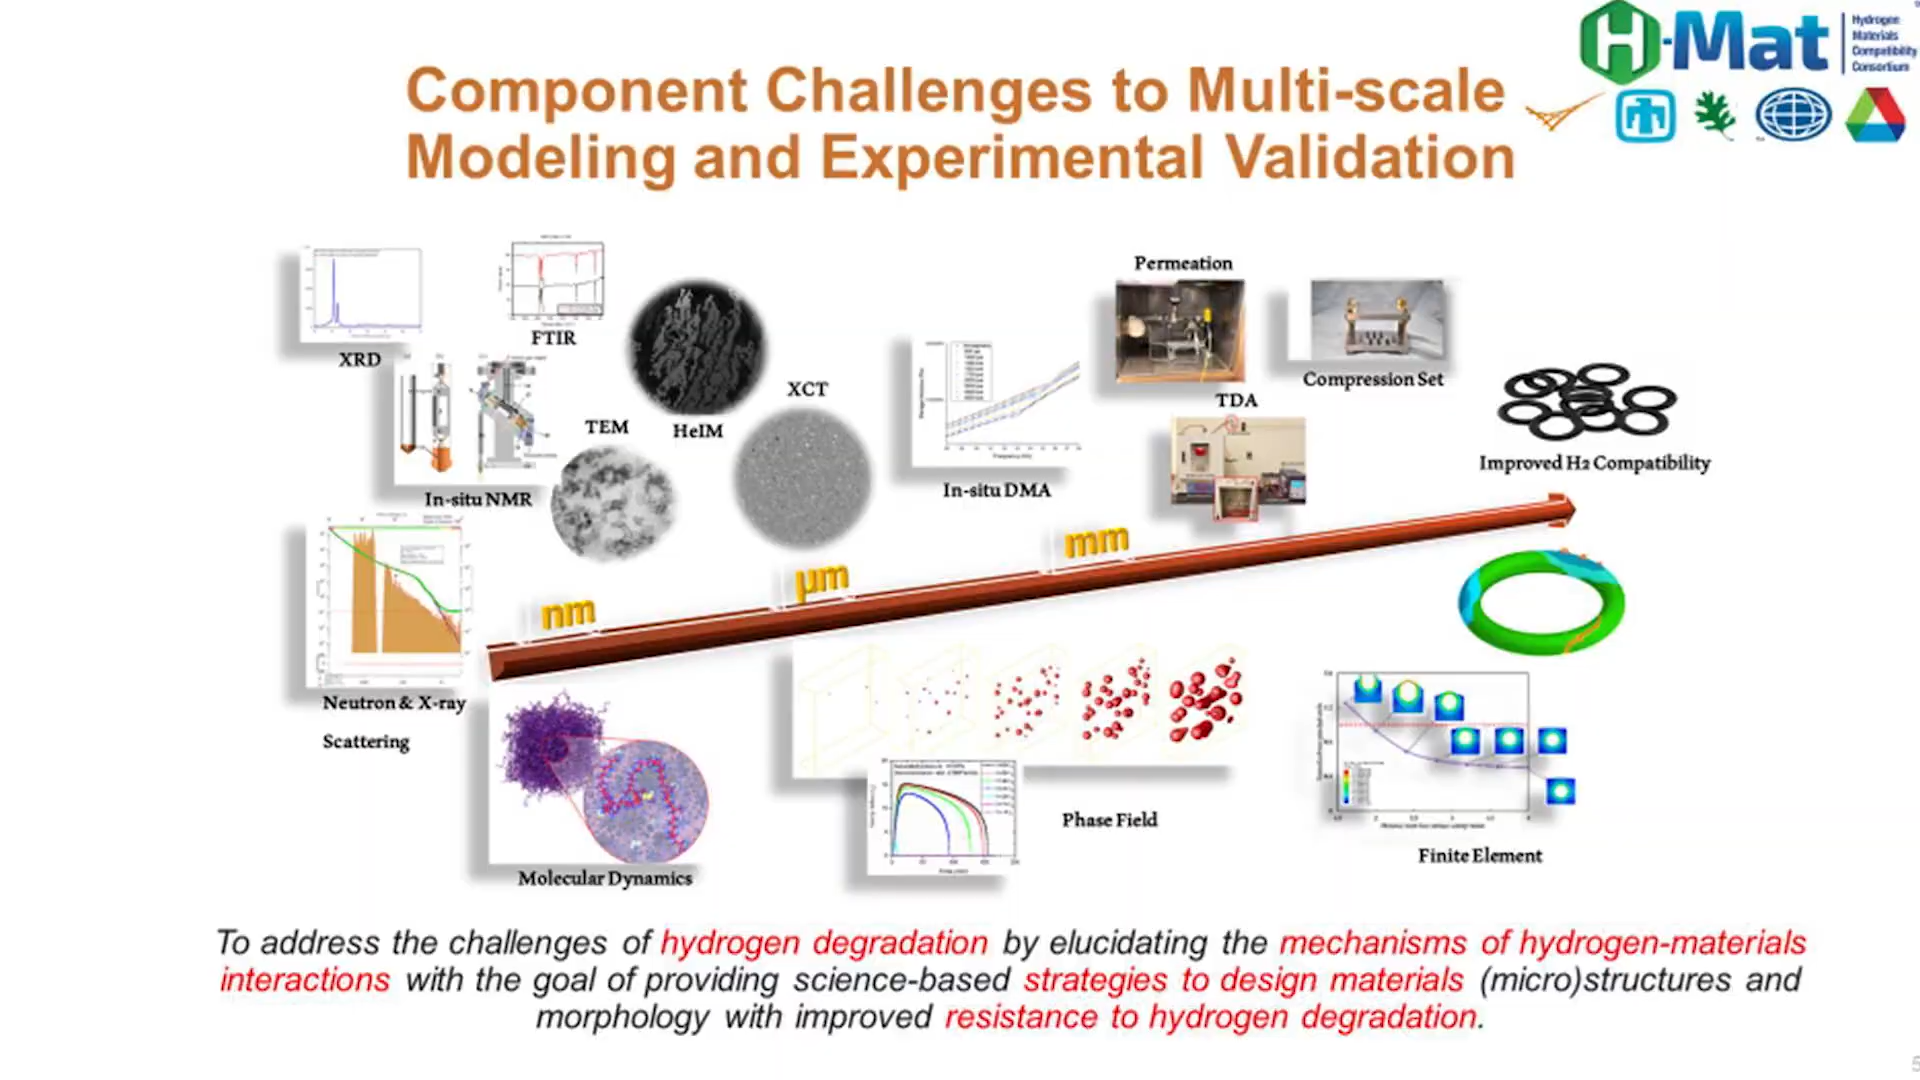 H-Mat
Hydrogen
Materials
Compatibility
Consortium
Component Challenges to Multi-scale
Modeling and Experimental Validation
XRD
FTIR
In-situ NMR
TEM
HeIM
XCT
In-situ DMA
Permeation
TDA
Compression Set
Improved H2 Compatibility
nm
µm
mm
Neutron & X-ray
Scattering
Molecular Dynamics
Phase Field
Finite Element
To address the challenges of hydrogen degradation by elucidating the mechanisms of hydrogen-materials
interactions with the goal of providing science-based strategies to design materials (micro)structures and
morphology with improved resistance to hydrogen degradation.
5